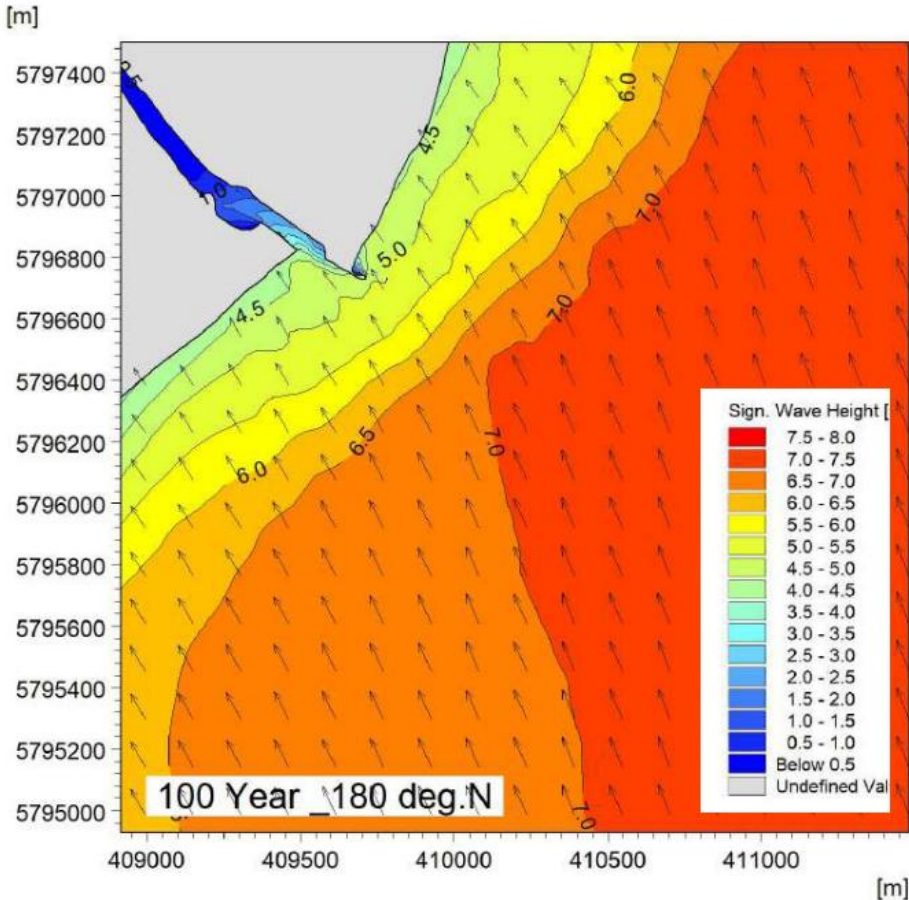 [m]
5797400
5797200
5797000
5796800
5796600
5796400
5796200
5796000
5795800
5795600
5795400
5795200
5795000
6.0
4.5
7.0
5.0
4.5
7.0
7.0
6.5
6.0
7.0
Sign. Wave Height [
7.5 - 8.0
7.0 - 7.5
6.5 - 7.0
6.0 - 6.5
5.5 - 6.0
5.0 - 5.5
4.5 - 5.0
4.0 - 4.5
3.5 - 4.0
3.0 - 3.5
2.5 - 3.0
2.0 - 2.5
1.5 - 2.0
1.0 - 1.5
0.5 - 1.0
Below 0.5
Undefined Val
100 Year _180 deg.N
409000 409500 410000 410500 411000
[m]